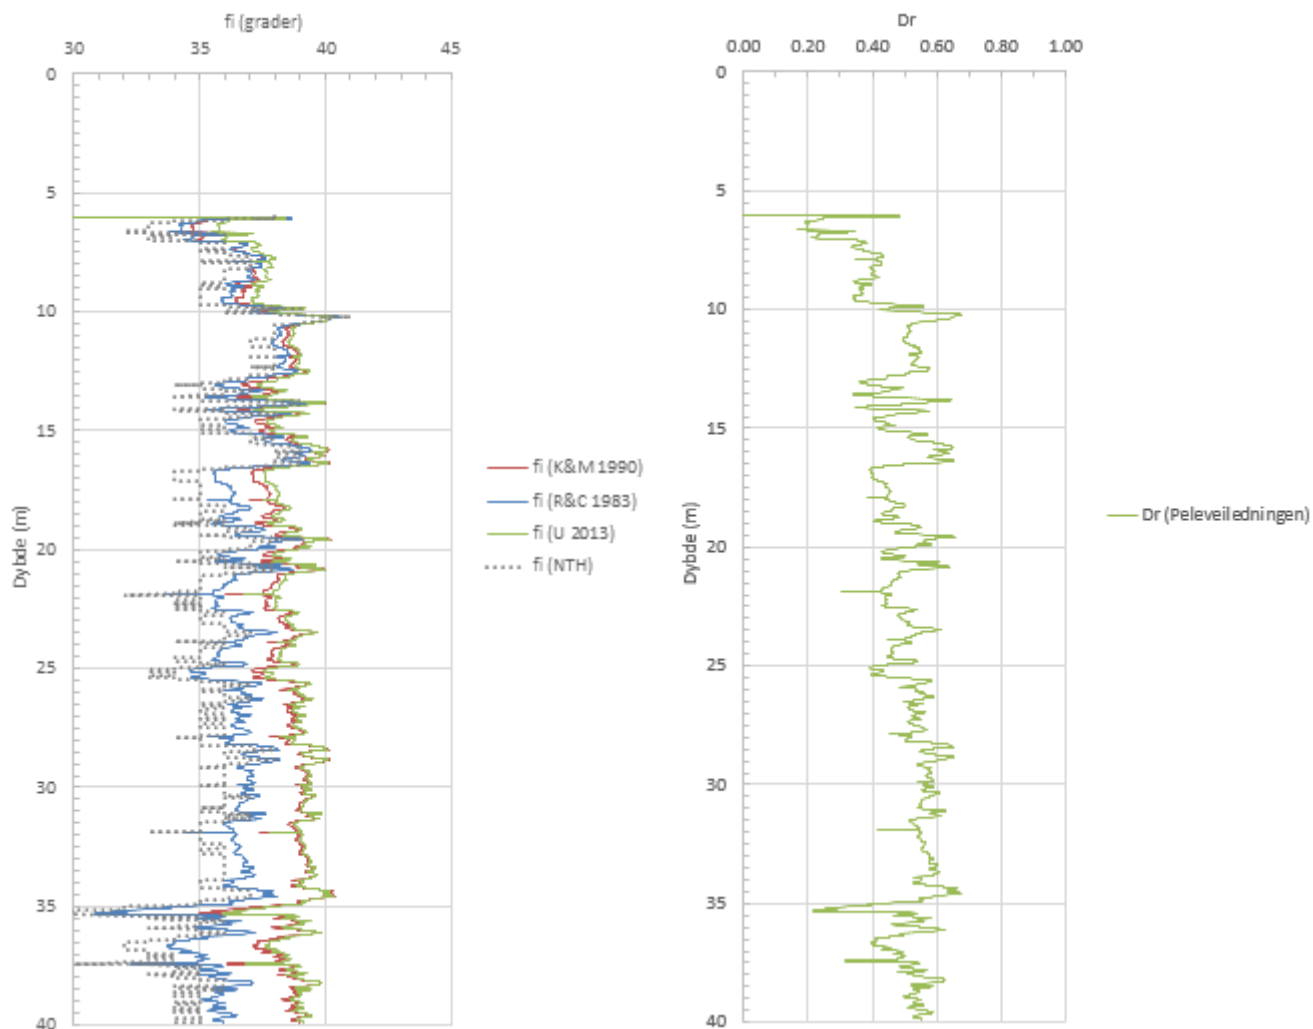 fi (grader)
30 35 40 45
0
5
10
15
20
25
30
35
40
Dybde (m)
fi (K&M 1990)
fi (R&C 1983)
fi (U 2013)
fi (NTH)
Dr
0.00 0.20 0.40 0.60 0.80 1.00
0
5
10
15
20
25
30
35
40
Dybde (m)
Dr (Peleveiledningen)